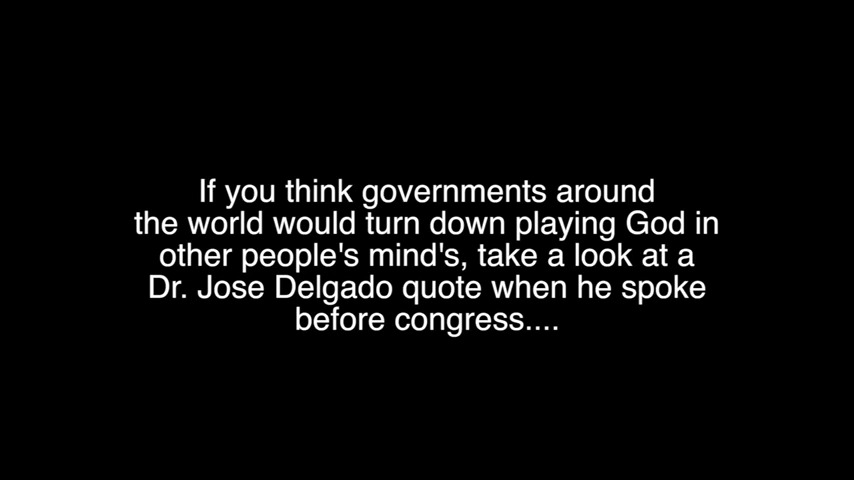 If you think governments around
the world would turn down playing God in
other people's mind's, take a look at a
Dr. Jose Delgado quote when he spoke
before congress....